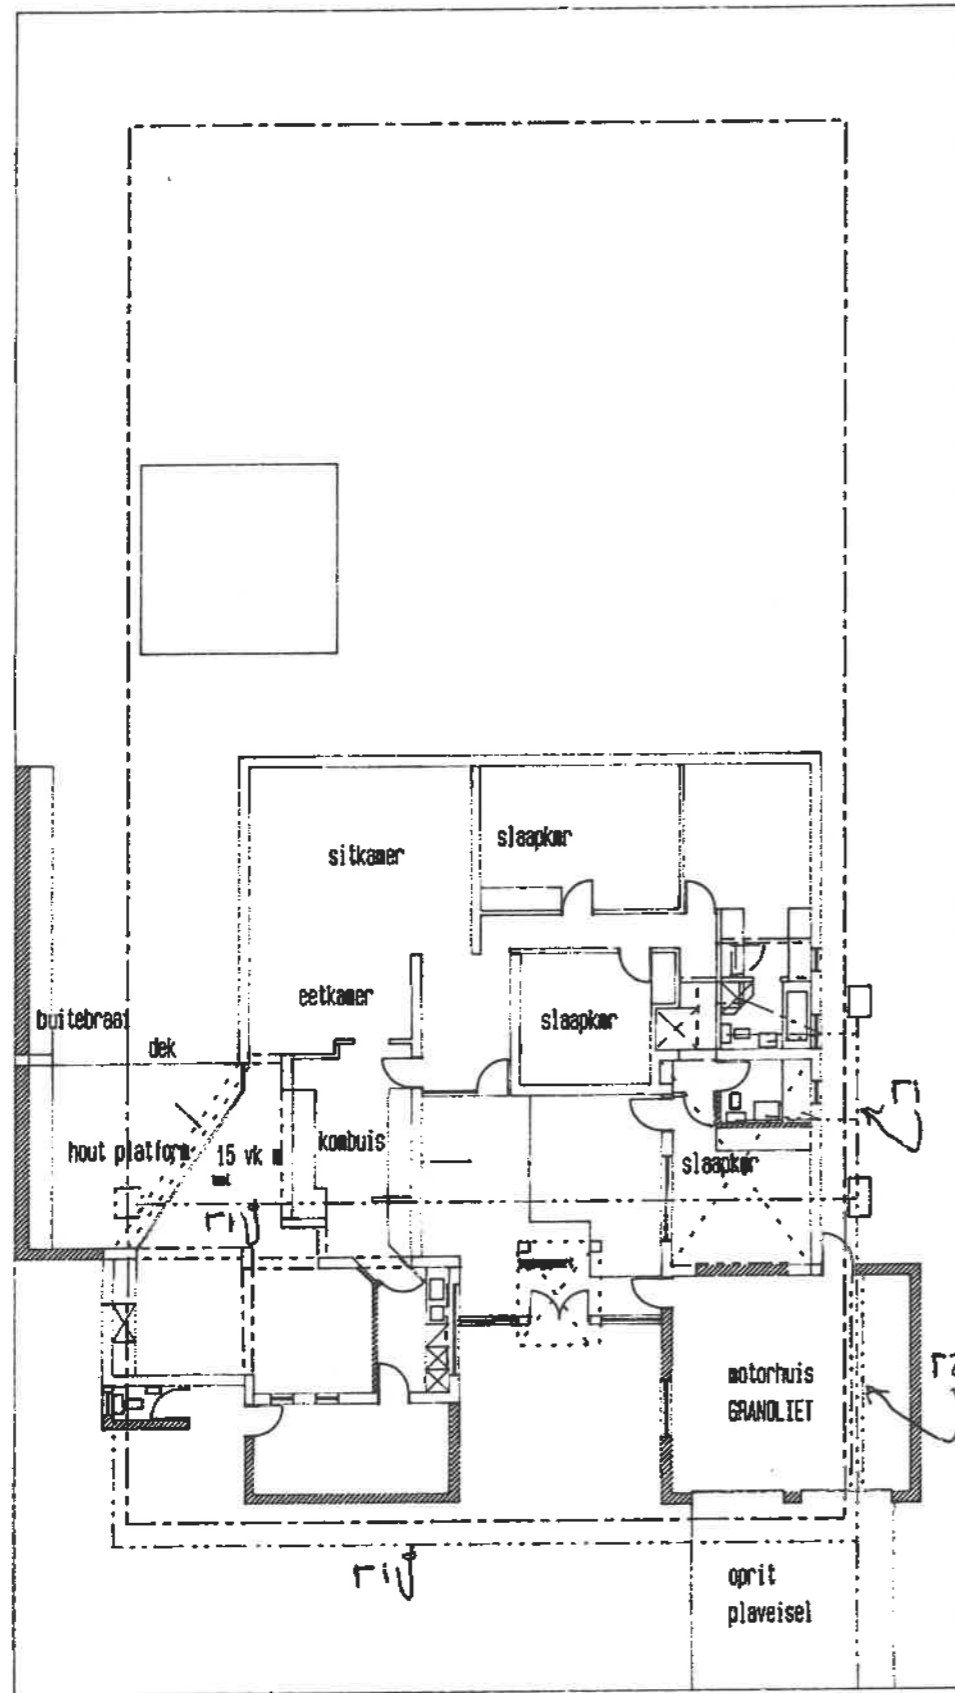 sitkamer
slaapkmr
eetkamer
slaapkmr
buitebraai
dek
hout platform
15 vk m
kombuis
slaapkmr
motorhuis
GRANOLIET
oprit
plaveisel